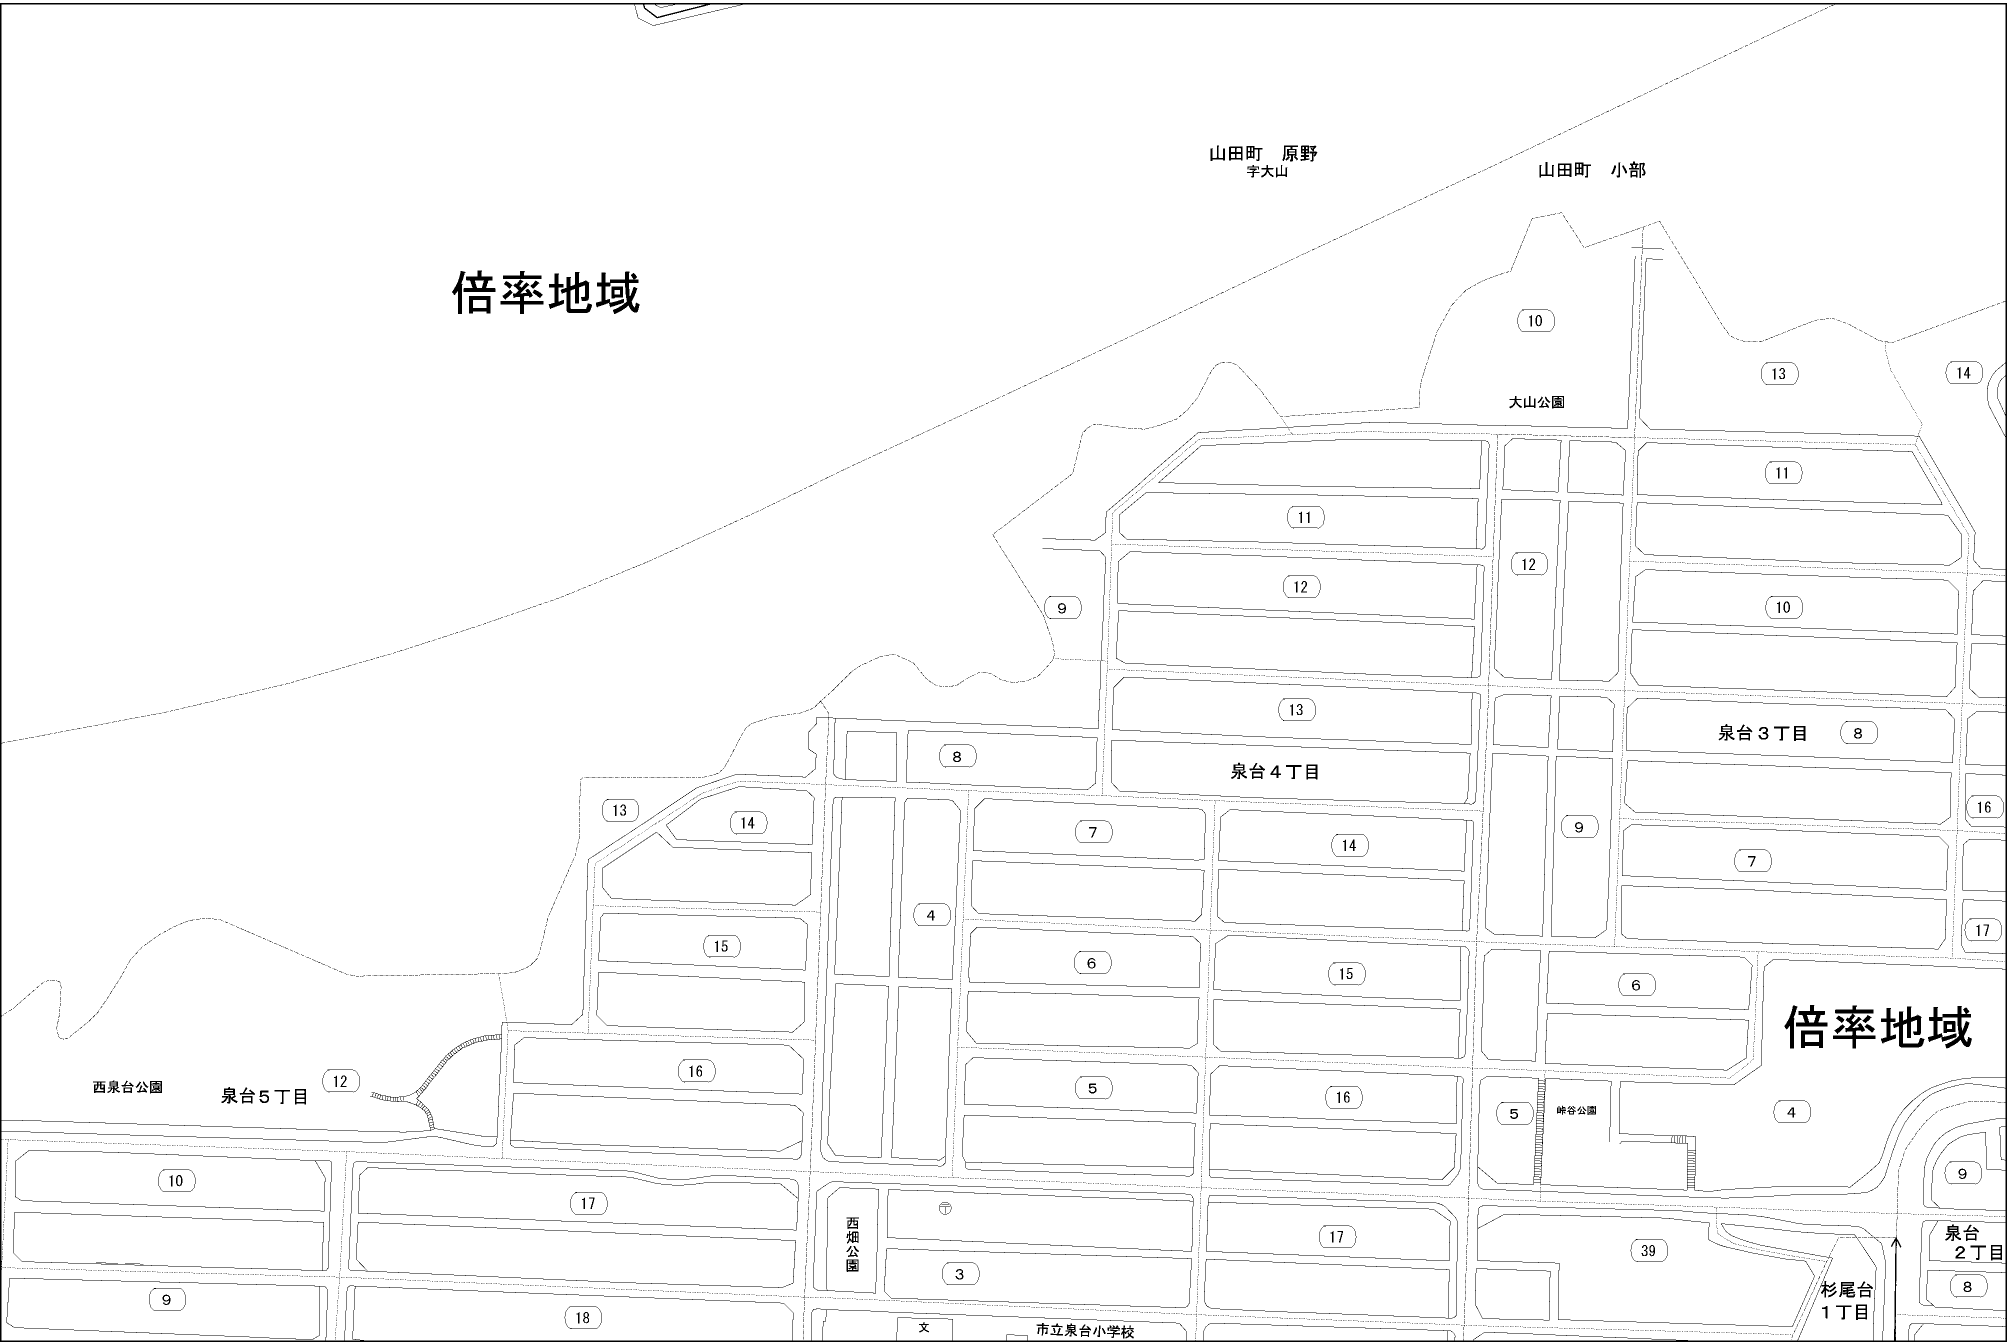 山田町　原野
字大山
山田町　小部
倍率地域
10
13
14
大山公園
11
11
12
12
9
10
13
泉台３丁目
8
8
泉台４丁目
13
14
7
14
9
16
7
4
15
6
15
17
6
倍率地域
16
5
16
5
峠谷公園
4
西泉台公園
泉台５丁目
12
10
17
〒
西畑公園
17
39
9
泉台
２丁目
3
9
18
8
杉尾台
１丁目
文
市立泉台小学校